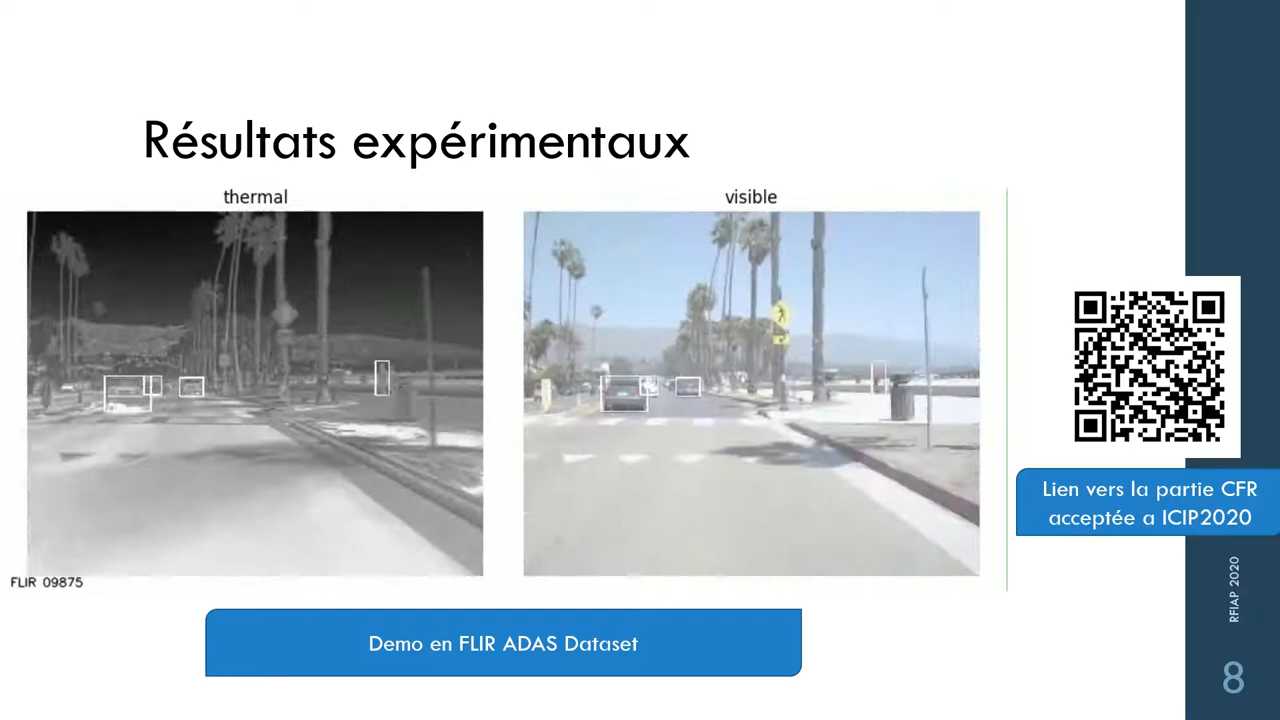 Résultats expérimentaux
thermal
visible
FLIR 09875
Demo en FLIR ADAS Dataset
Lien vers la partie CFR
acceptée a ICIP2020
RFIAP 2020
8